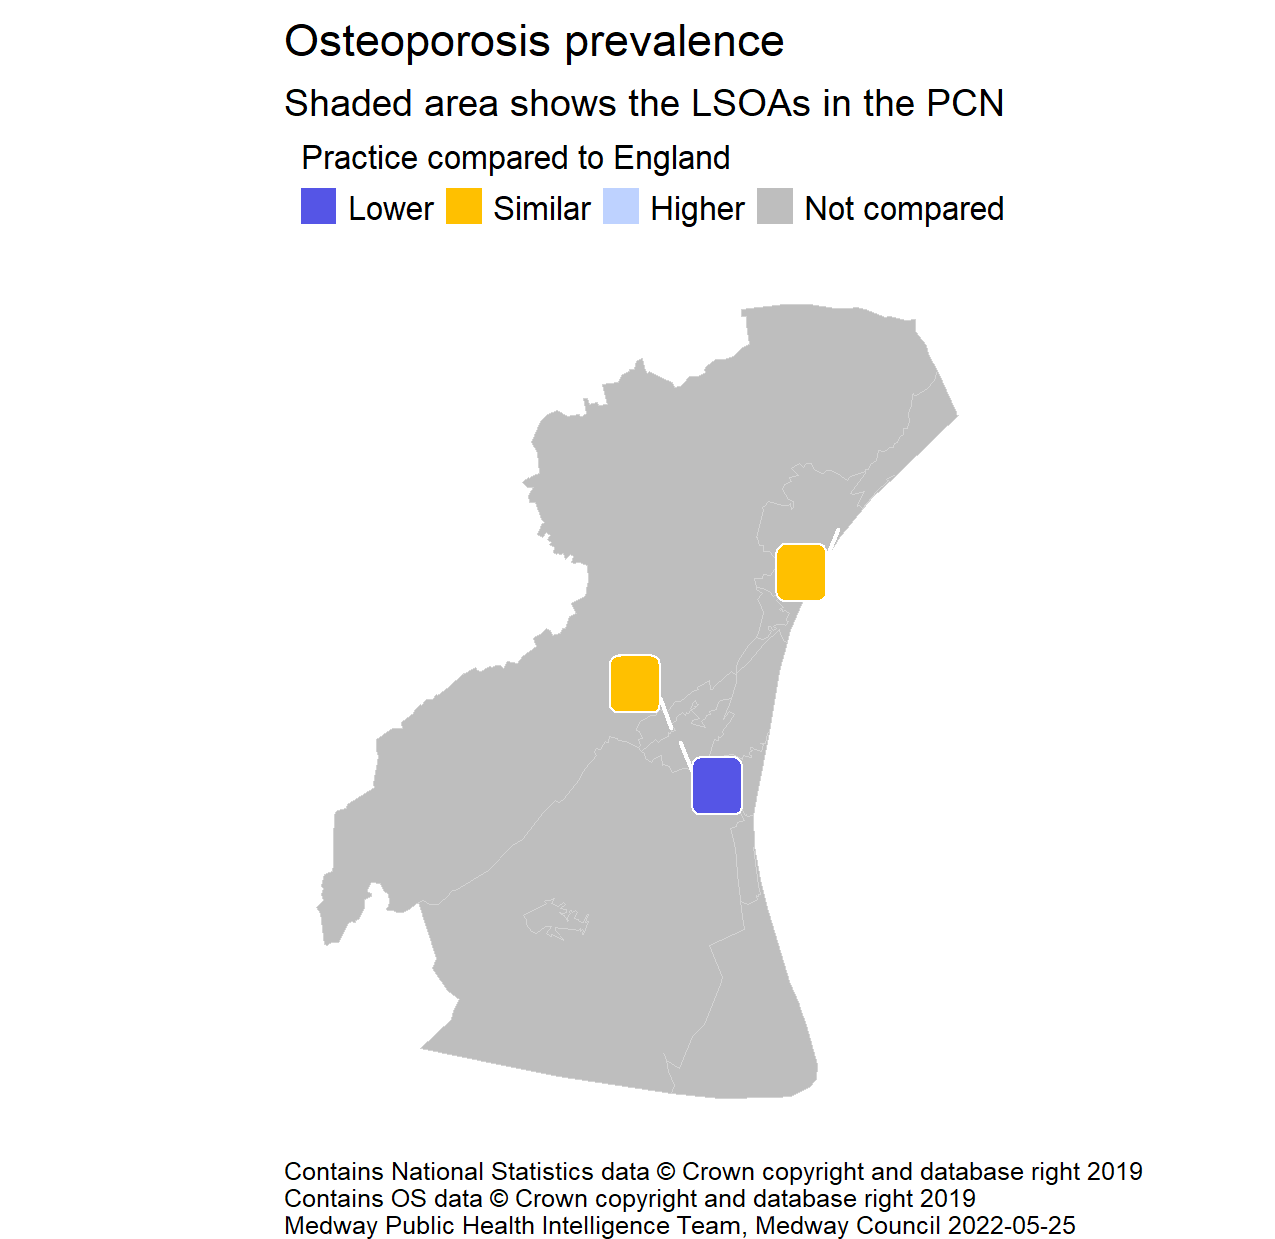 Osteoporosis prevalence
Shaded area shows the LSOAs in the PCN
Practice compared to England
Lower Similar Higher Not compared
Contains National Statistics data © Crown copyright and database right 2019
Contains OS data © Crown copyright and database right 2019
Medway Public Health Intelligence Team, Medway Council 2022-05-25